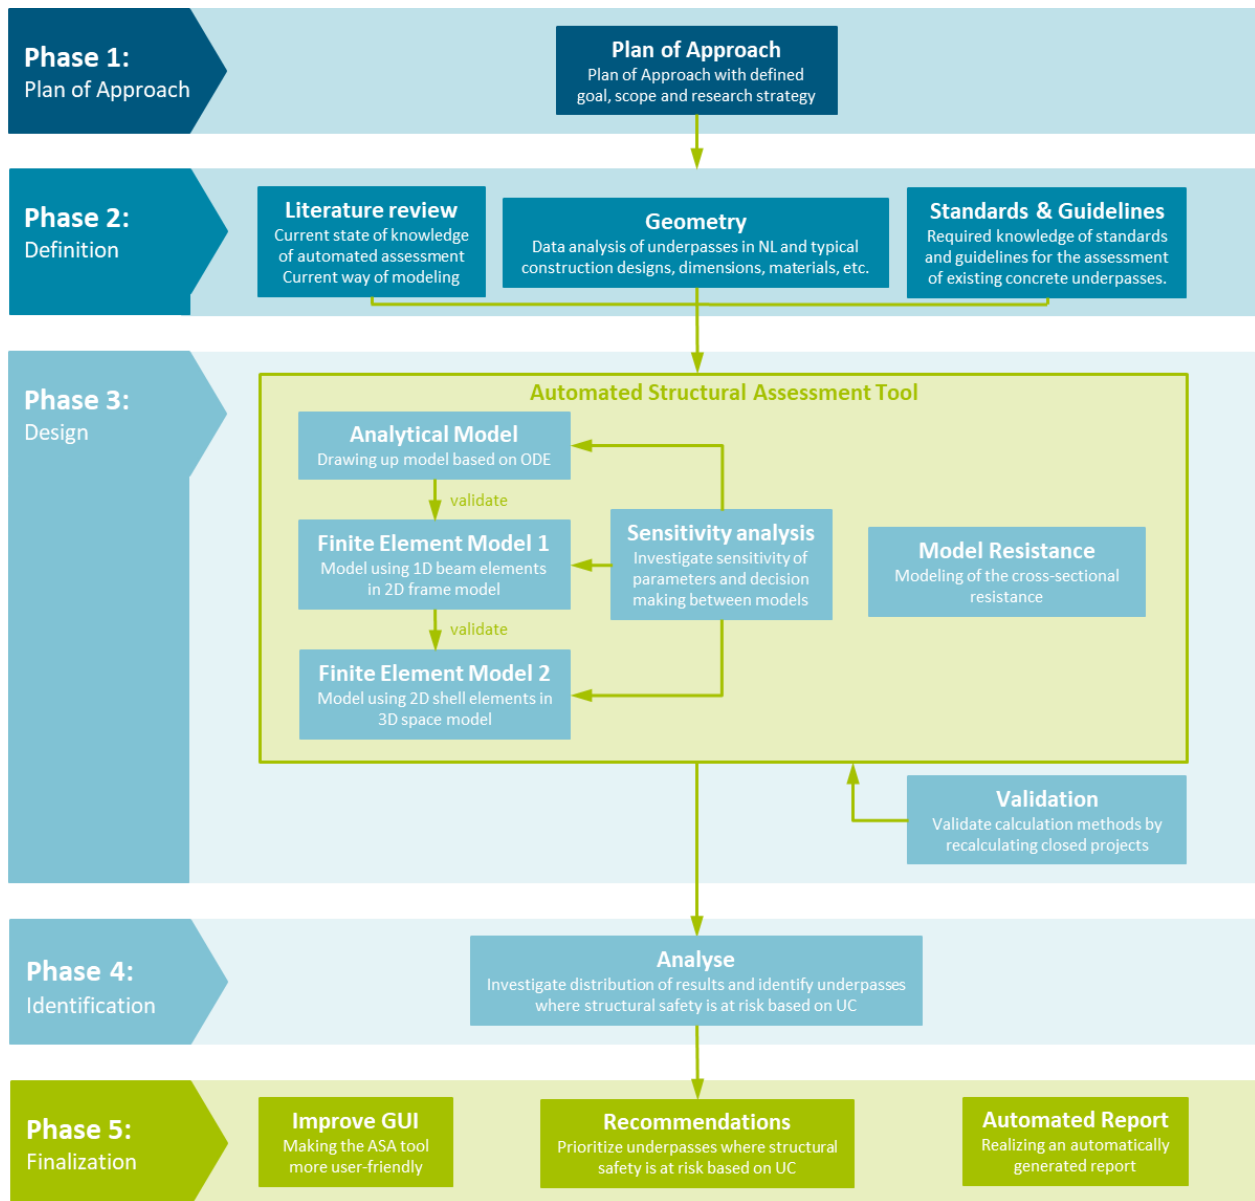 Phase 1:
Plan of Approach
Plan of Approach
Plan of Approach with defined
goal, scope and research strategy
Phase 2:
Definition
Literature review
Current state of knowledge
of automated assessment
Current way of modeling
Geometry
Data analysis of underpasses in NL and typical
construction designs, dimensions, materials, etc.
Standards & Guidelines
Required knowledge of standards
and guidelines for the assessment
of existing concrete underpasses.
Phase 3:
Design
Automated Structural Assessment Tool
Analytical Model
Drawing up model based on ODE
validate
Finite Element Model 1
Model using 1D beam elements
in 2D frame model
validate
Finite Element Model 2
Model using 2D shell elements in
3D space model
Sensitivity analysis
Investigate sensitivity of
parameters and decision
making between models
Model Resistance
Modeling of the cross-sectional
resistance
Validation
Validate calculation methods by
recalculating closed projects
Phase 4:
Identification
Analyse
Investigate distribution of results and identify underpasses
where structural safety is at risk based on UC
Phase 5:
Finalization
Improve GUI
Making the ASA tool
more user-friendly
Recommendations
Prioritize underpasses where structural
safety is at risk based on UC
Automated Report
Realizing an automatically
generated report